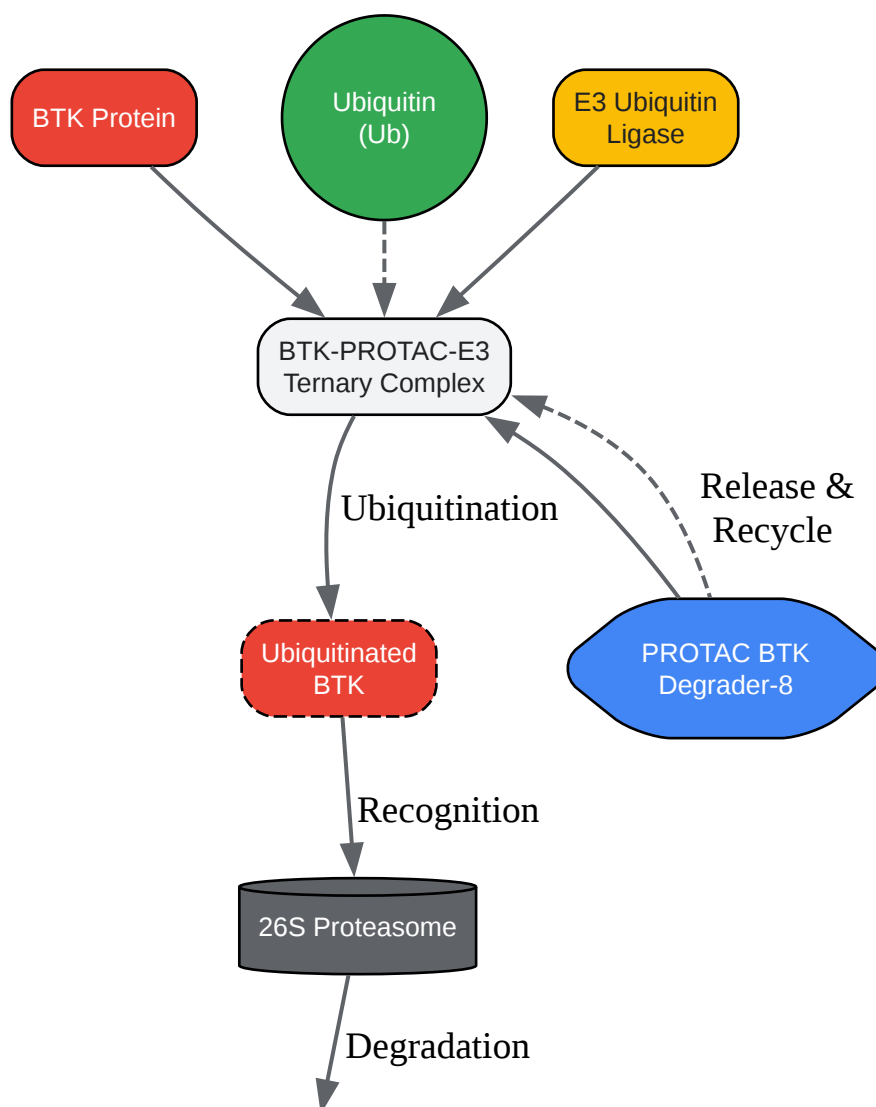 BTK Protein
Ubiquitin
(Ub)
E3 Ubiquitin
Ligase
BTK-PROTAC-E3
Ternary Complex
Ubiquitination
Release &
Recycle
Ubiquitinated
BTK
PROTAC BTK
Degrader-8
Recognition
26S Proteasome
Degradation